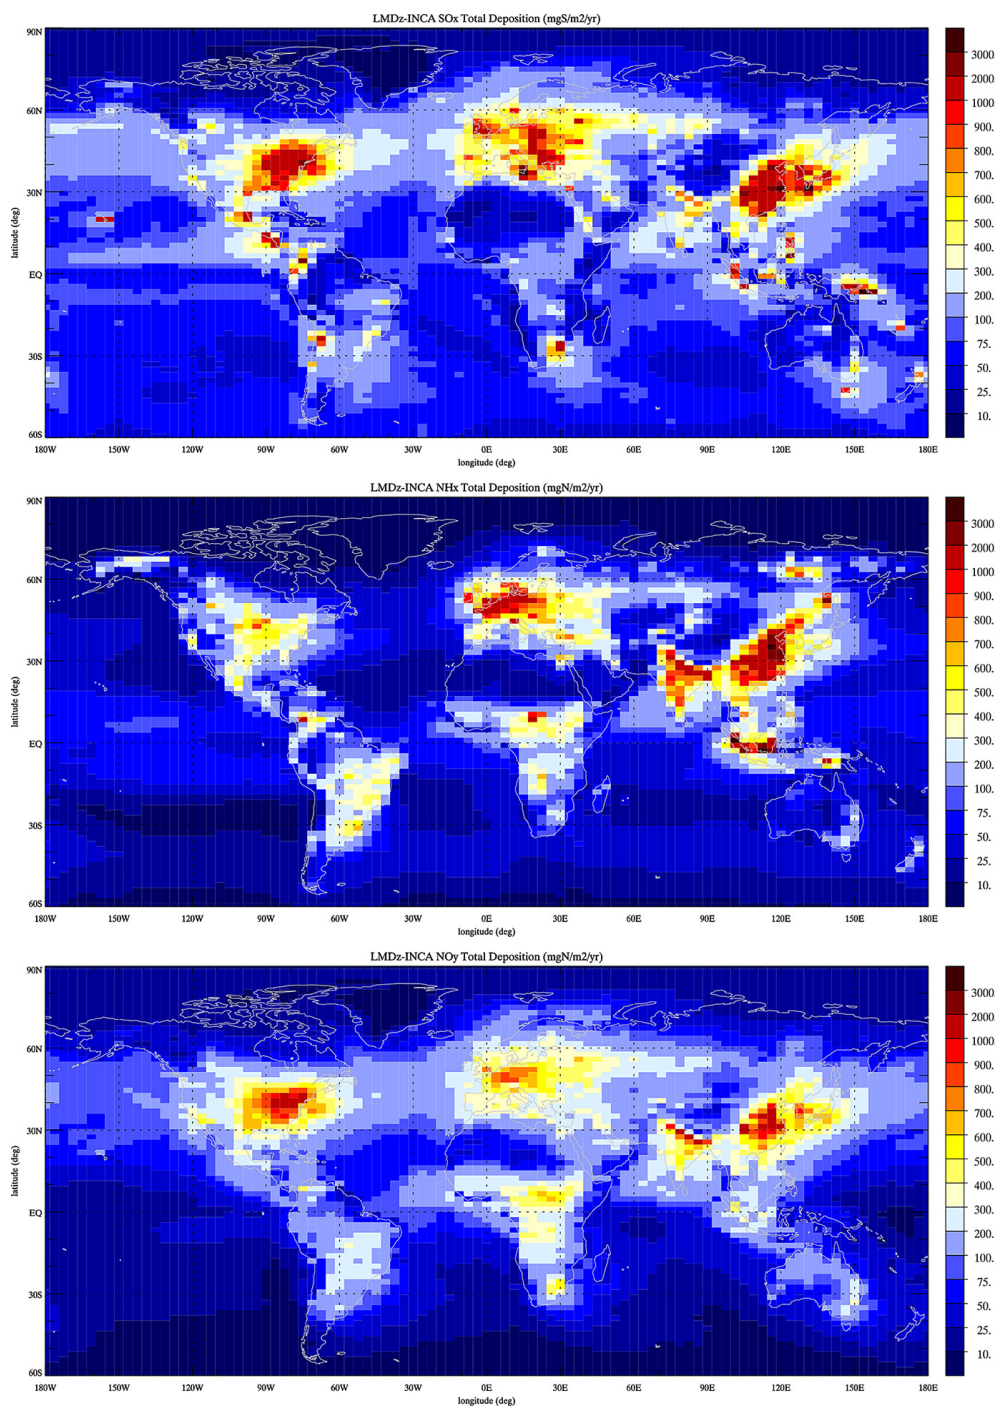 LMDz-INCA SOx Total Deposition (mgS/m2/yr)
90N
60N
30N
EQ
30S
60S
latitude (deg)
180W 150W 120W 90W 60W 30W 0E 30E 60E 90E 120E 150E 180E
longitude (deg)
3000
2000
1000
900.
800.
700.
600.
500.
400.
300.
200.
100.
75.
50.
25.
10.
LMDz-INCA NHx Total Deposition (mgN/m2/yr)
90N
60N
30N
EQ
30S
60S
latitude (deg)
180W 150W 120W 90W 60W 30W 0E 30E 60E 90E 120E 150E 180E
longitude (deg)
3000
2000
1000
900.
800.
700.
600.
500.
400.
300.
200.
100.
75.
50.
25.
10.
LMDz-INCA NOy Total Deposition (mgN/m2/yr)
90N
60N
30N
EQ
30S
60S
latitude (deg)
180W 150W 120W 90W 60W 30W 0E 30E 60E 90E 120E 150E 180E
longitude (deg)
3000
2000
1000
900.
800.
700.
600.
500.
400.
300.
200.
100.
75.
50.
25.
10.